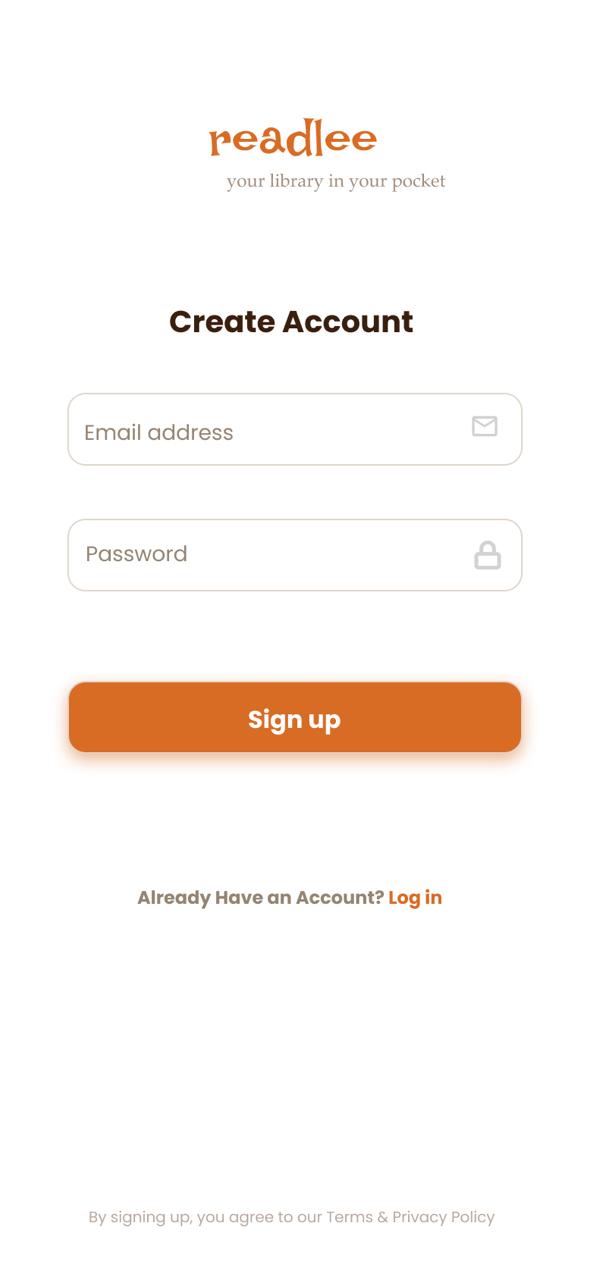 readlee
your library in your pocket
Create Account
Email address
Password
Sign up
Already Have an Account? Log in
By signing up, you agree to our Terms & Privacy Policy